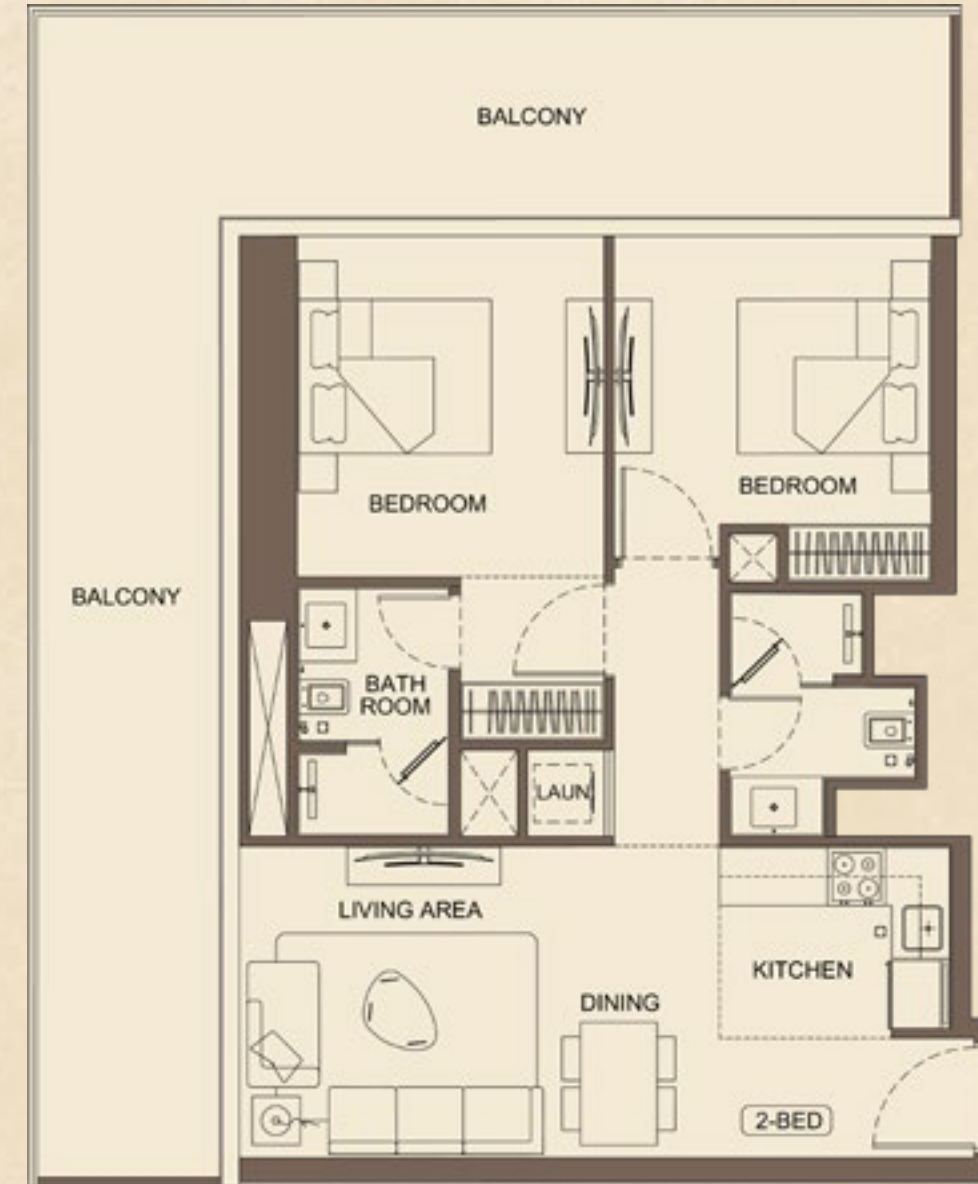 BALCONY
BEDROOM
BEDROOM
BALCONY
BATH
ROOM
LAUN
LIVING AREA
KITCHEN
DINING
2-BED